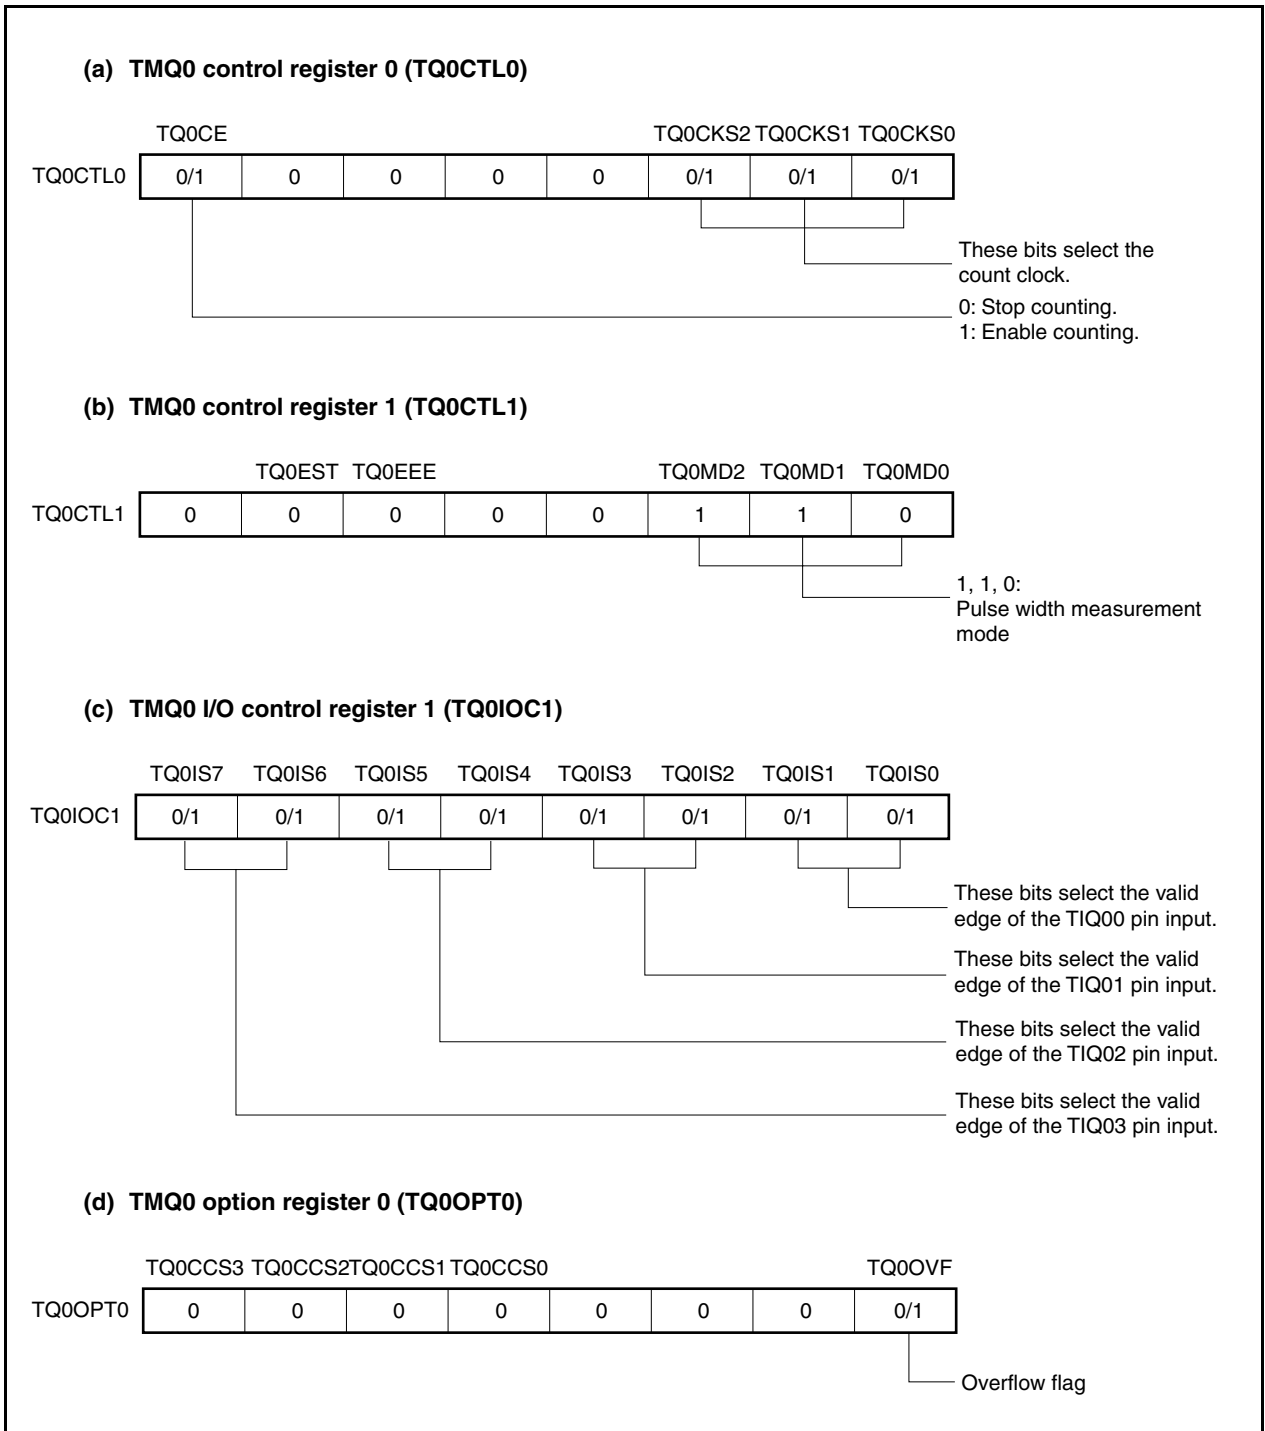 (a) TMQ0 control register 0 (TQ0CTL0)
TQ0CE TQ0CKS2 TQ0CKS1 TQ0CKS0
TQ0CTL0 0/1 0 0 0 0 0/1 0/1 0/1
These bits select the
count clock.
0: Stop counting.
1: Enable counting.
(b) TMQ0 control register 1 (TQ0CTL1)
TQ0EST TQ0EEE TQ0MD2 TQ0MD1 TQ0MD0
TQ0CTL1 0 0 0 0 0 1 1 0
1, 1, 0:
Pulse width measurement
mode
(c) TMQ0 I/O control register 1 (TQ0IOC1)
TQ0IS7 TQ0IS6 TQ0IS5 TQ0IS4 TQ0IS3 TQ0IS2 TQ0IS1 TQ0IS0
TQ0IOC1 0/1 0/1 0/1 0/1 0/1 0/1 0/1 0/1
These bits select the valid
edge of the TIQ00 pin input.
These bits select the valid
edge of the TIQ01 pin input.
These bits select the valid
edge of the TIQ02 pin input.
These bits select the valid
edge of the TIQ03 pin input.
(d) TMQ0 option register 0 (TQ0OPT0)
TQ0CCS3 TQ0CCS2 TQ0CCS1 TQ0CCS0 TQ0OVF
TQ0OPT0 0 0 0 0 0 0 0 0/1
Overflow flag